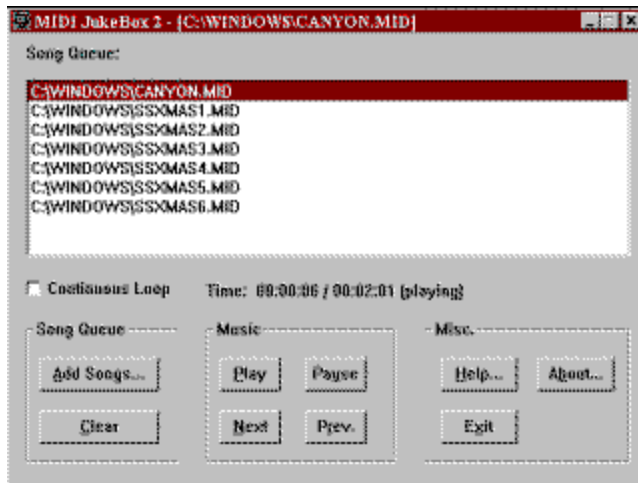 MIDI JukeBox 2 - [C:\WINDOWS\CANYON.MID]
Song Queue:
C:\WINDOWS\CANYON.MID
C:\WINDOWS\SSXMAS1.MID
C:\WINDOWS\SSXMAS2.MID
C:\WINDOWS\SSXMAS3.MID
C:\WINDOWS\SSXMAS4.MID
C:\WINDOWS\SSXMAS5.MID
C:\WINDOWS\SSXMAS6.MID
Continuous Loop Time: 00:00:06 / 00:02:01 (playing)
Song Queue Music Misc.
Add Songs... Play Pause Help... About...
Clear Next Prev. Exit